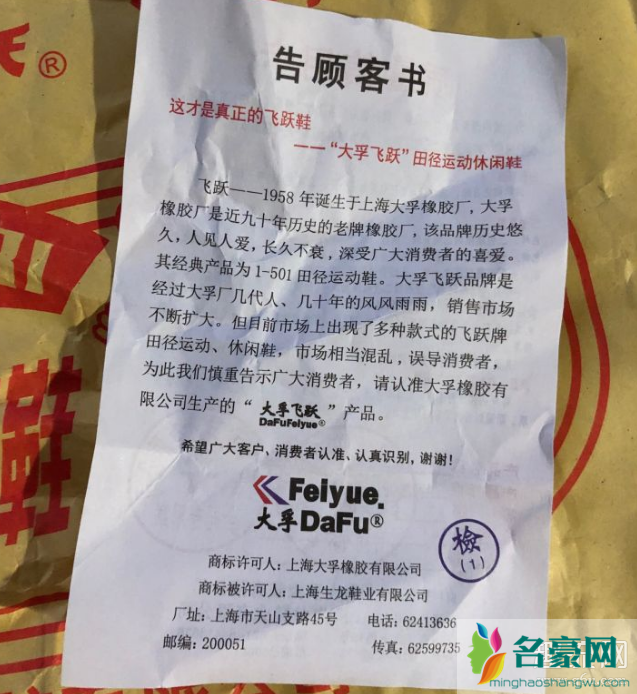 告顾客书
这才是真正的飞跃鞋
——“大孚飞跃”田径运动休闲鞋
飞跃——1958 年诞生于上海大孚橡胶厂, 大孚
橡胶厂是近九十年历史的老牌橡胶厂, 该品牌历史悠
久, 人见人爱, 长久不衰, 深受广大消费者的喜爱。
其经典产品为 1-501 田径运动鞋。大孚飞跃品牌是
经过大孚厂几代人、几十年的风风雨雨, 销售市场
不断扩大。但目前市场上出现了多种款式的飞跃牌
田径运动、休闲鞋, 市场相当混乱, 误导消费者,
为此我们慎重告示广大消费者, 请认准大孚橡胶有
限公司生产的“大孚飞跃 DaFuFeiyue®”产品。
希望广大客户、消费者认准、认真识别, 谢谢!
Feiyue.
大孚DaFu®
檢
(1)
商标许可人: 上海大孚橡胶有限公司
商标被许可人: 上海生龙鞋业有限公司
厂址: 上海市天山支路45号 电话: 62413636
邮编: 200051 传真: 62599735
鞋
®
名豪网
minghaoshangwu.com